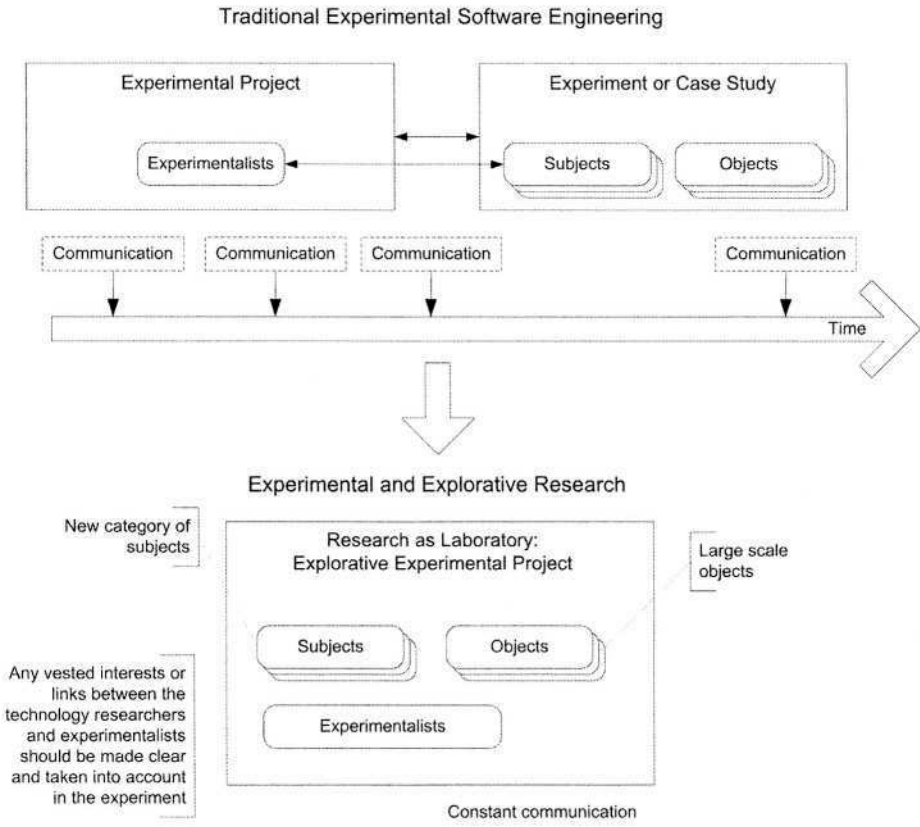 Traditional Experimental Software Engineering
Experimental Project
Experimentalists
Experiment or Case Study
Subjects
Objects
Communication
Communication
Communication
Communication
Time
Experimental and Explorative Research
New category of
subjects
Research as Laboratory:
Explorative Experimental Project
Large scale
objects
Subjects
Objects
Any vested interests or
links between the
technology researchers
and experimentalists
should be made clear
and taken into account
in the experiment
Experimentalists
Constant communication